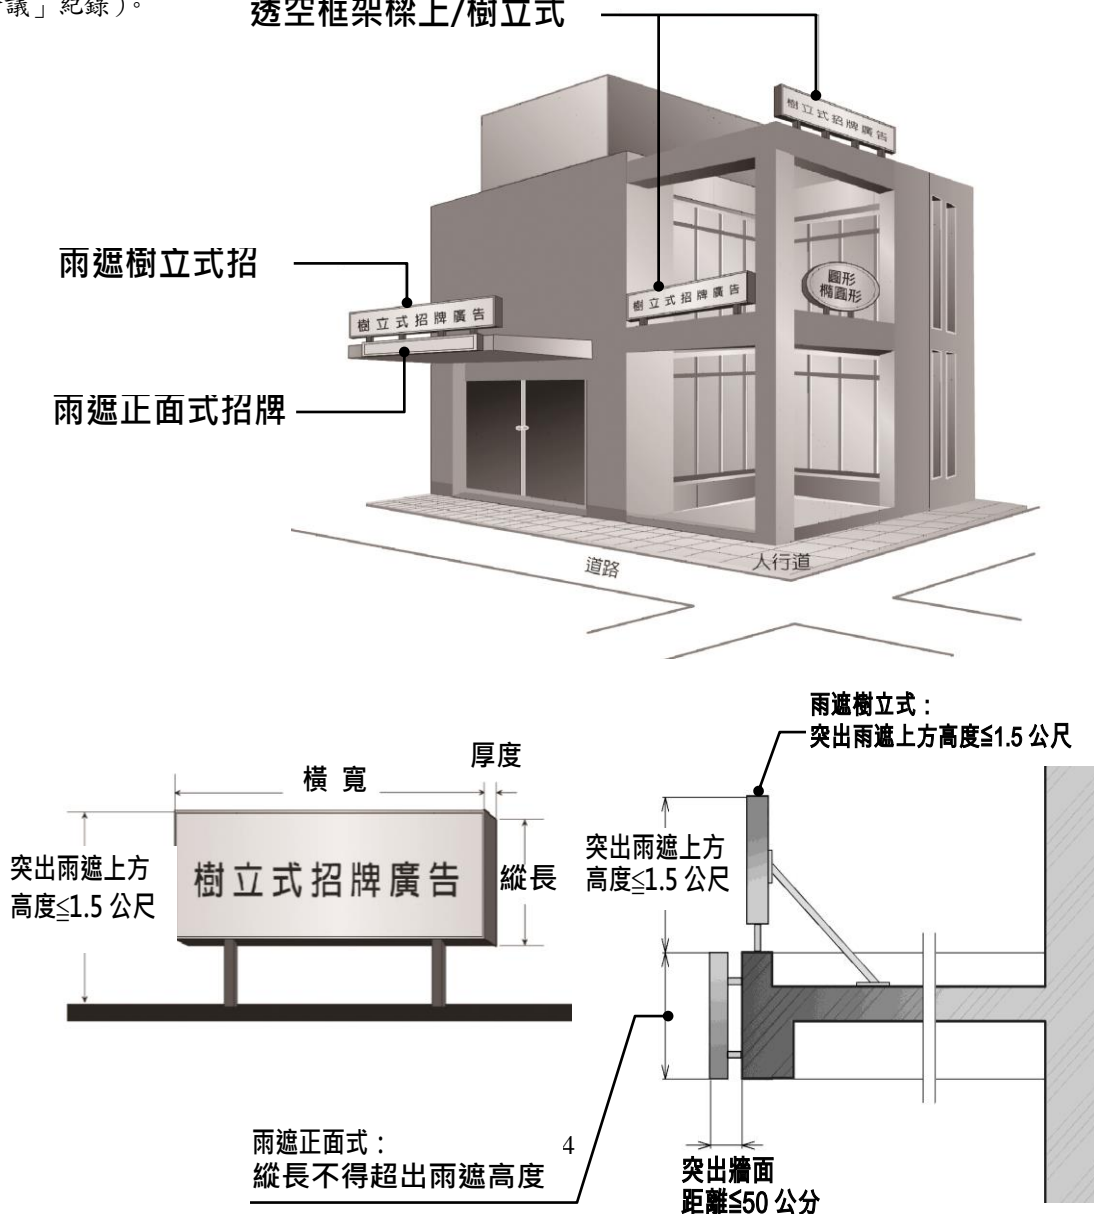 議」紀錄）。
透空框架樑上/樹立式
樹立式招牌廣告
雨遮樹立式招
樹立式招牌廣告
樹立式招牌廣告
圓形
橢圓形
雨遮正面式招牌
道路
人行道
雨遮樹立式：
突出雨遮上方高度≦1.5 公尺
厚度
橫 寬
突出雨遮上方
高度≦1.5 公尺
樹立式招牌廣告
縱長
突出雨遮上方
高度≦1.5 公尺
雨遮正面式：
縱長不得超出雨遮高度
4
突出牆面
距離≦50 公分